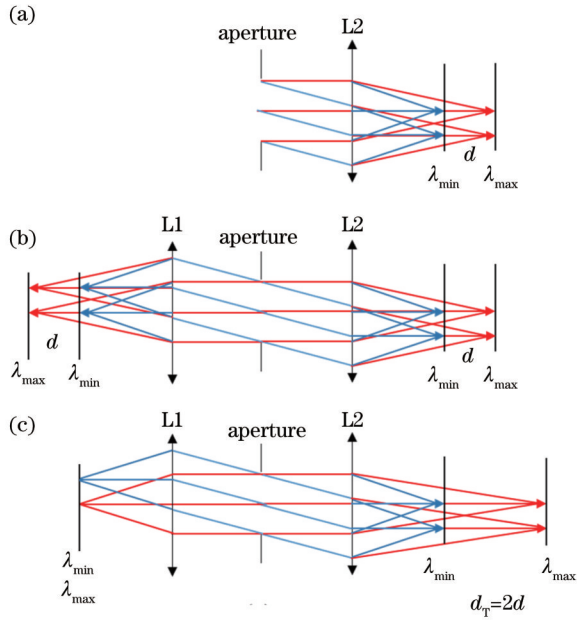 (a)
aperture
L2
d
λmin
λmax
(b)
L1
aperture
L2
d
d
λmax
λmin
λmin
λmax
(c)
L1
aperture
L2
λmin
λmax
λmin
λmax
dT=2d